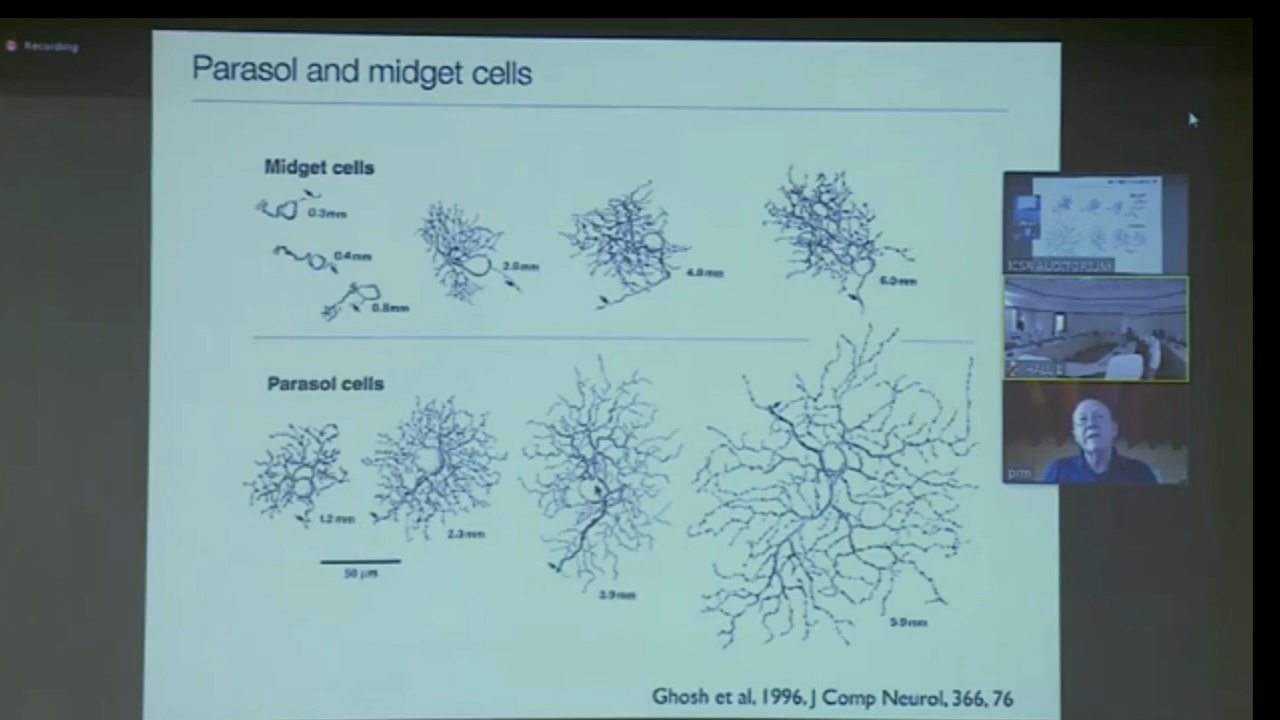 Recording
Parasol and midget cells
Midget cells
0.3mm
0.4mm
0.8mm
4.8mm
6.0mm
Parasol cells
1.2mm
2.3mm
3.9mm
5.9mm
50 µm
Ghosh et al, 1996, J Comp Neurol, 366, 76
AUDITORIUM
HALL
prm